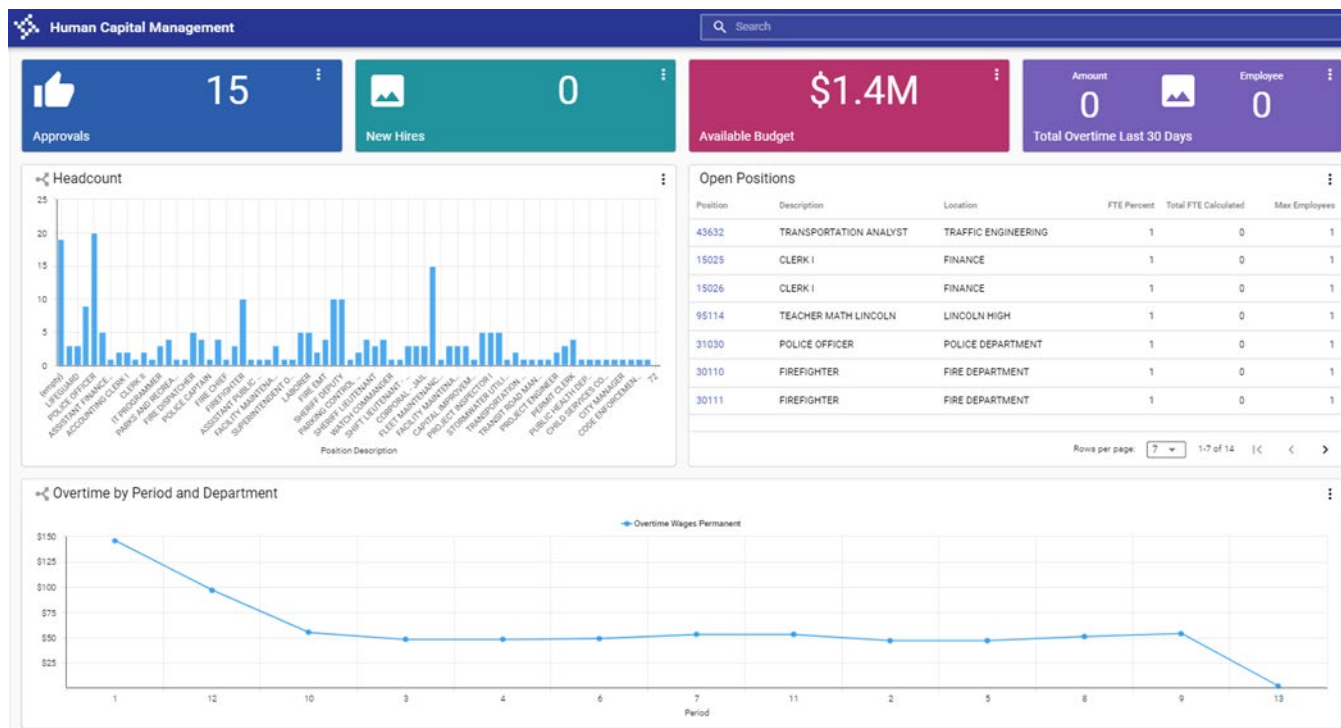 Human Capital Management
Search
15
Approvals
0
New Hires
$1.4M
Available Budget
Amount
0
Employee
0
Total Overtime Last 30 Days
Headcount
25
20
15
10
5
0
(empty)
LIFEGUARD
POLICE OFFICER
ASSISTANT FINANCE...
ACCOUNTING CLERK I
CLERK II
IT PROGRAMMER
PARKS AND RECREA...
FIRE DISPATCHER
POLICE CAPTAIN
FIRE CHIEF
FIREFIGHTER
ASSISTANT PUBLIC ...
FACILITY MAINTENA...
SUPERINTENDENT O...
LABORER
FIRE EMT
SHERIFF DEPUTY
PARKING CONTROL ...
SHERIFF LIEUTENANT
WATCH COMMANDER
SHIFT LIEUTENANT - ...
CORPORAL - JAIL
FLEET MAINTENANC...
FACILITY MAINTENA...
CAPITAL IMPROVEM...
PROJECT INSPECTOR I
STORMWATER UTILI...
TRANSPORTATION ...
TRANSIT ROAD MAN...
PROJECT ENGINEER
PERMIT CLERK
PUBLIC HEALTH DEP...
CHILD SERVICES CO...
CITY MANAGER
CODE ENFORCEMEN...
72
Position Description
Open Positions
Position Description Location FTE Percent Total FTE Calculated Max Employees
43632 TRANSPORTATION ANALYST TRAFFIC ENGINEERING 1 0 1
15025 CLERK I FINANCE 1 0 1
15026 CLERK I FINANCE 1 0 1
95114 TEACHER MATH LINCOLN LINCOLN HIGH 1 0 1
31030 POLICE OFFICER POLICE DEPARTMENT 1 0 1
30110 FIREFIGHTER FIRE DEPARTMENT 1 0 1
30111 FIREFIGHTER FIRE DEPARTMENT 1 0 1
Rows per page: 7 1-7 of 14
Overtime by Period and Department
Overtime Wages Permanent
$150
$125
$100
$75
$50
$25
1 12 10 3 4 6 7 11 2 5 8 9 13
Period